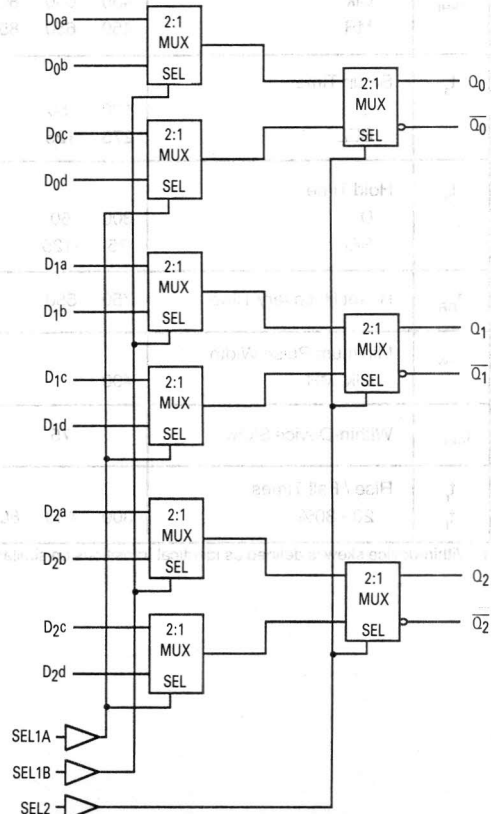 D0a
2:1
MUX
SEL
D0b
Q0
2:1
MUX
SEL
Q0
D0c
2:1
MUX
SEL
D0d
D1a
2:1
MUX
SEL
D1b
Q1
2:1
MUX
SEL
Q1
D1c
2:1
MUX
SEL
D1d
D2a
2:1
MUX
SEL
D2b
Q2
2:1
MUX
SEL
Q2
D2c
2:1
MUX
SEL
D2d
SEL1A
SEL1B
SEL2